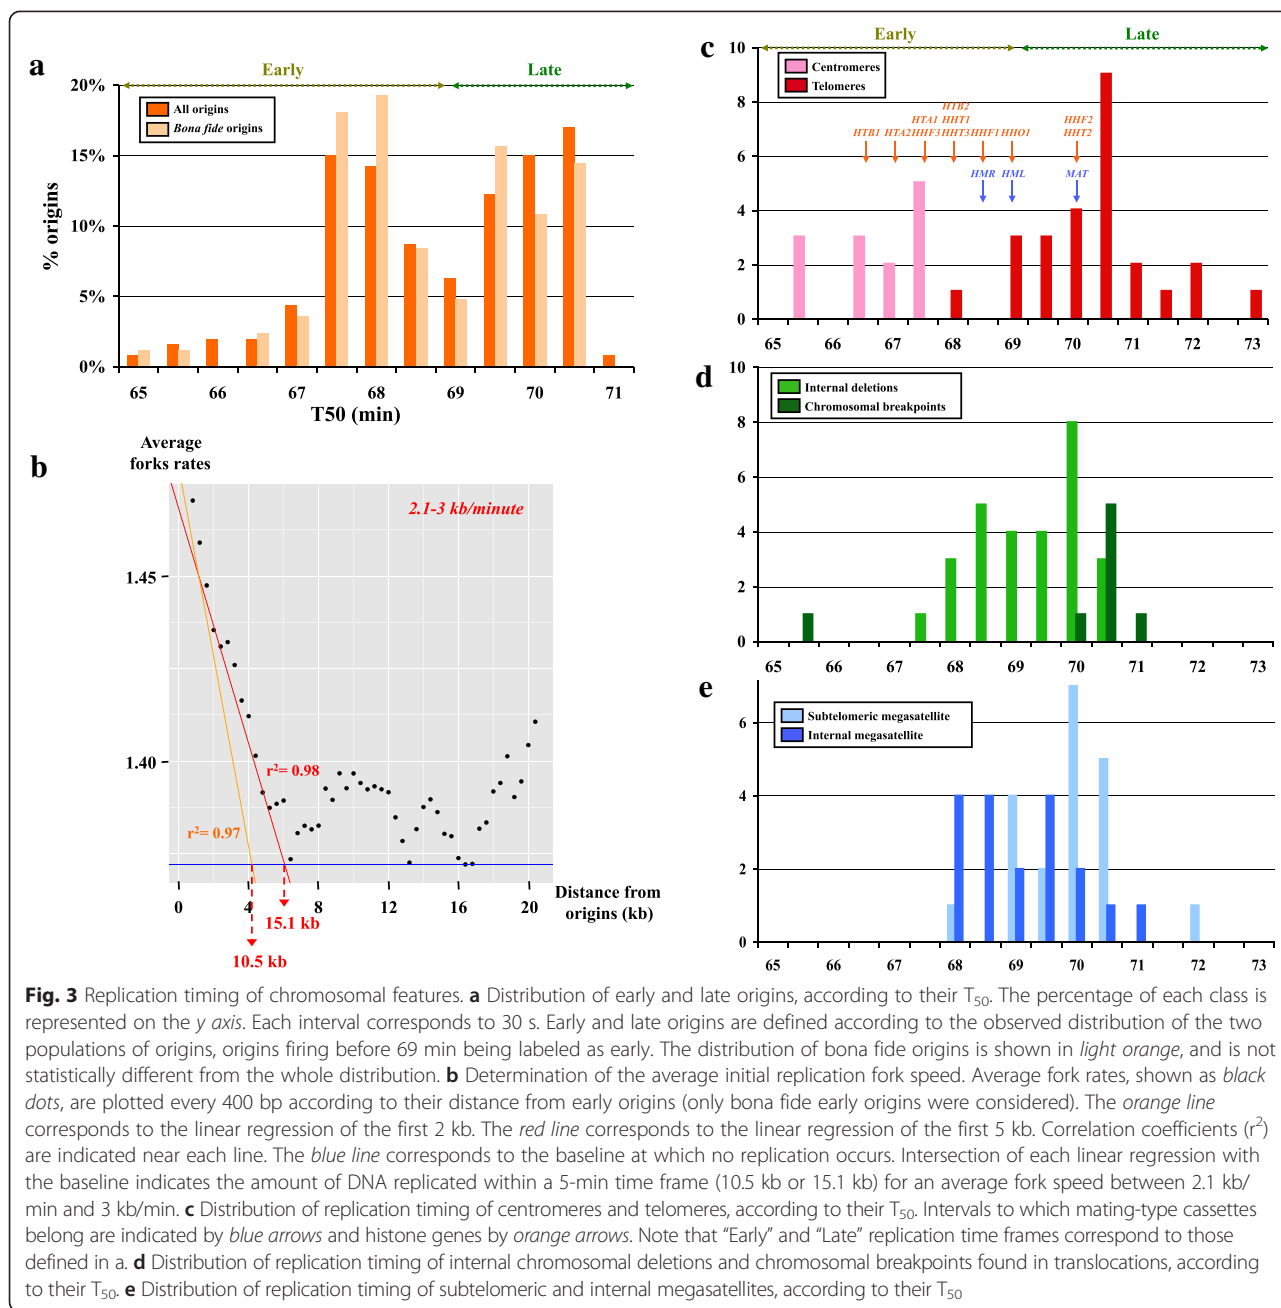 a
Early
Late
20%
15%
10%
5%
0%
% origins
All origins
Bona fide origins
65 66 67 68 69 70 71
T50 (min)
b
Average
forks rates
2.1-3 kb/minute
1.45
1.40
r²= 0.98
r²= 0.97
0 4 8 12 16 20
Distance from
origins (kb)
15.1 kb
10.5 kb
c
Early
Late
10
8
6
4
2
0
Centromeres
Telomeres
HTB2
HTA1 HHT1 HHF2
HTB1 HTA2 HHF3 HHT3 HHF1 HHO1 HHT2
HMR HML MAT
65 66 67 68 69 70 71 72 73
d
10
8
6
4
2
0
Internal deletions
Chromosomal breakpoints
65 66 67 68 69 70 71 72 73
e
6
4
2
0
Subtelomeric megasatellite
Internal megasatellite
65 66 67 68 69 70 71 72 73
Fig. 3 Replication timing of chromosomal features. a Distribution of early and late origins, according to their T50. The percentage of each class is
represented on the y axis. Each interval corresponds to 30 s. Early and late origins are defined according to the observed distribution of the two
populations of origins, origins firing before 69 min being labeled as early. The distribution of bona fide origins is shown in light orange, and is not
statistically different from the whole distribution. b Determination of the average initial replication fork speed. Average fork rates, shown as black
dots, are plotted every 400 bp according to their distance from early origins (only bona fide early origins were considered). The orange line
corresponds to the linear regression of the first 2 kb. The red line corresponds to the linear regression of the first 5 kb. Correlation coefficients (r²)
are indicated near each line. The blue line corresponds to the baseline at which no replication occurs. Intersection of each linear regression with
the baseline indicates the amount of DNA replicated within a 5-min time frame (10.5 kb or 15.1 kb) for an average fork speed between 2.1 kb/
min and 3 kb/min. c Distribution of replication timing of centromeres and telomeres, according to their T50. Intervals to which mating-type cassettes
belong are indicated by blue arrows and histone genes by orange arrows. Note that “Early” and “Late” replication time frames correspond to those
defined in a. d Distribution of replication timing of internal chromosomal deletions and chromosomal breakpoints found in translocations, according
to their T50. e Distribution of replication timing of subtelomeric and internal megasatellites, according to their T50